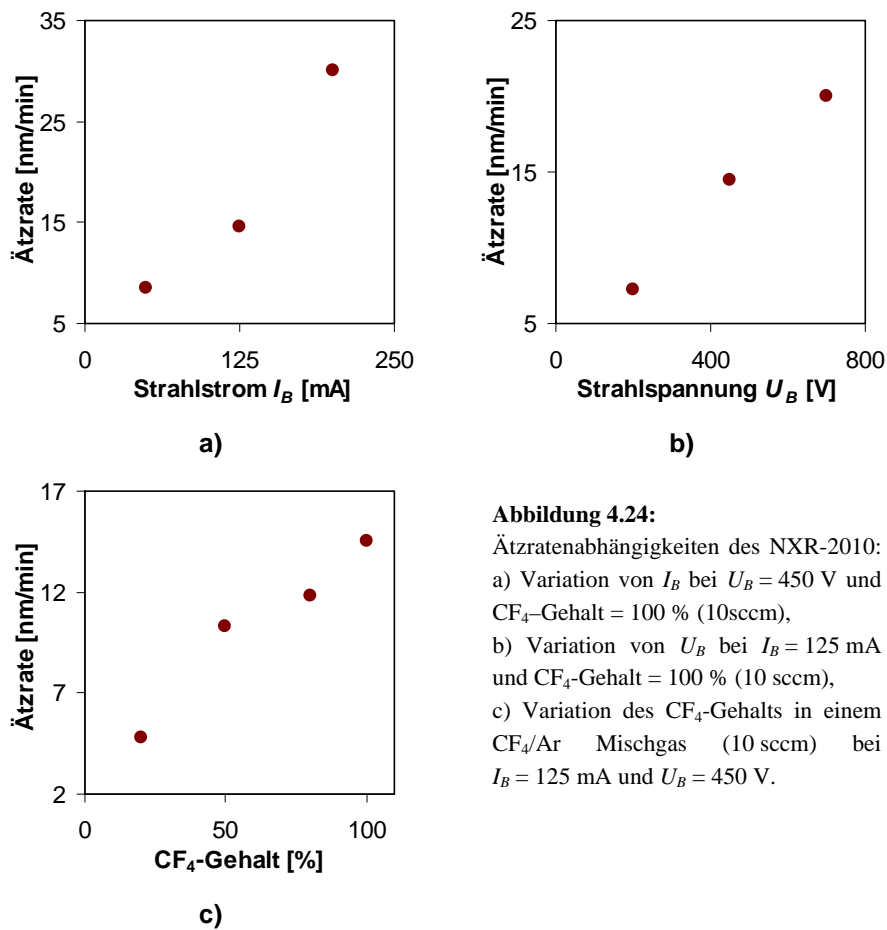 35
25
15
5
Ätzrate [nm/min]
0
125
250
Strahlstrom I_B [mA]
a)
25
15
5
Ätzrate [nm/min]
0
400
800
Strahlspannung U_B [V]
b)
17
12
7
2
Ätzrate [nm/min]
0
50
100
CF₄-Gehalt [%]
c)
Abbildung 4.24:
Ätzratenabhängigkeiten des NXR-2010:
a) Variation von I_B bei U_B = 450 V und
CF₄–Gehalt = 100 % (10sccm),
b) Variation von U_B bei I_B = 125 mA
und CF₄-Gehalt = 100 % (10 sccm),
c) Variation des CF₄-Gehalts in einem
CF₄/Ar Mischgas (10 sccm) bei
I_B = 125 mA und U_B = 450 V.